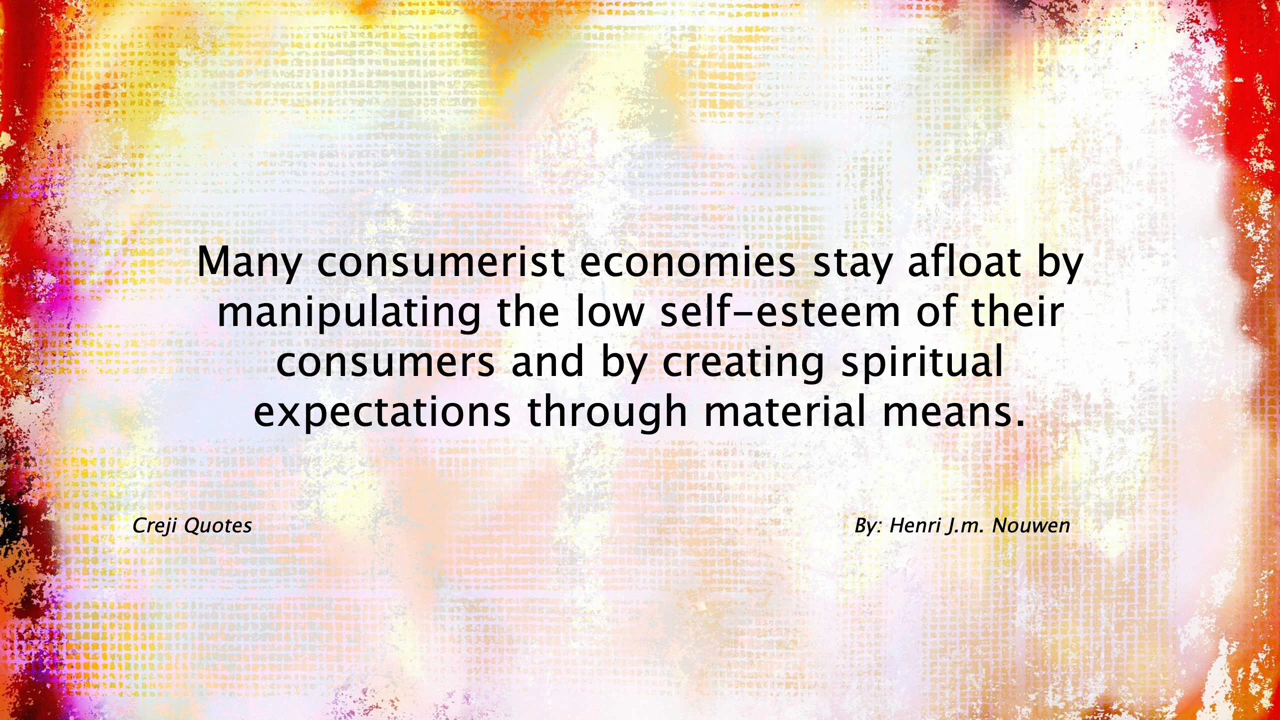 Many consumerist economies stay afloat by
manipulating the low self-esteem of their
consumers and by creating spiritual
expectations through material means.
Creji Quotes
By: Henri J.m. Nouwen